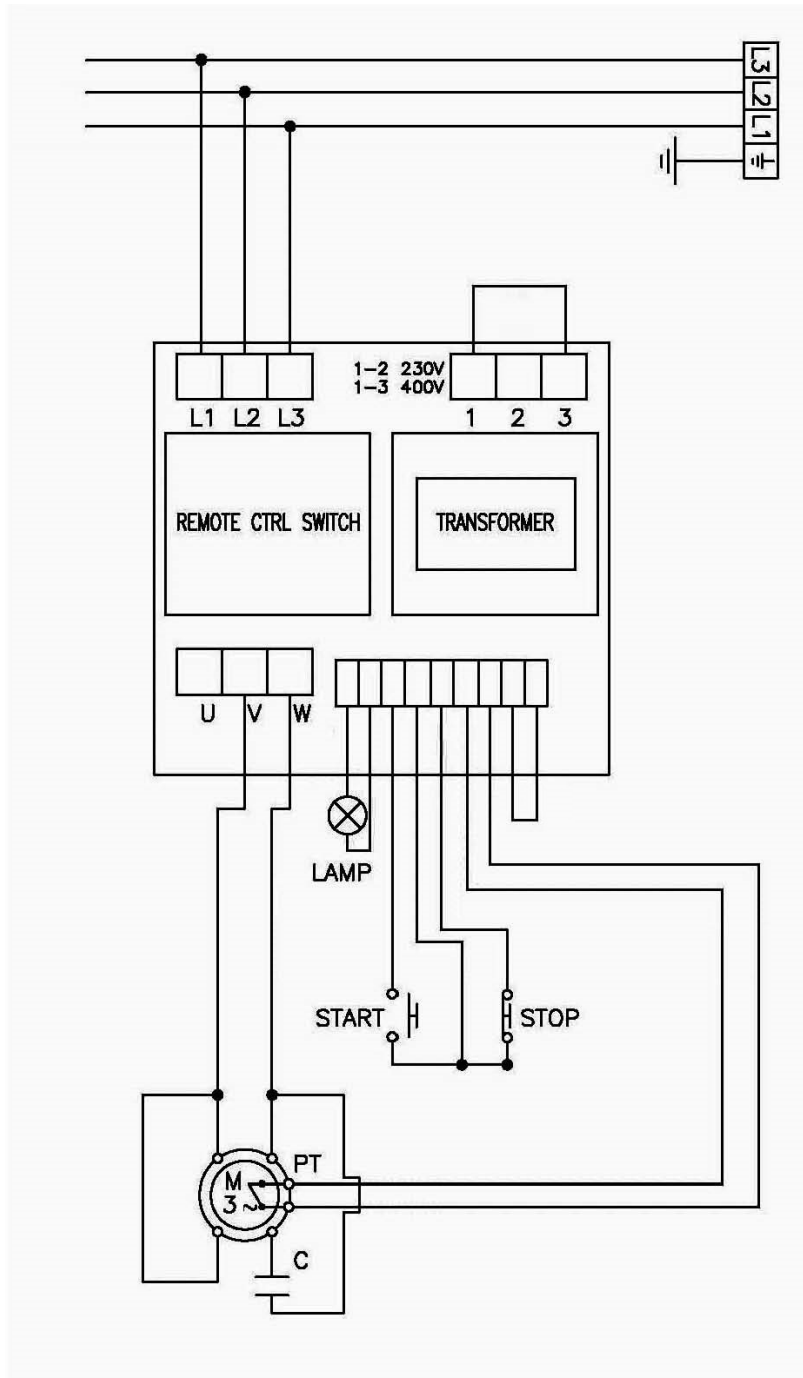 L3
L2
L1
1-2 230V
1-3 400V
L1 L2 L3
1 2 3
REMOTE CTRL SWITCH
TRANSFORMER
U V W
LAMP
START
STOP
PT
M
3~
C